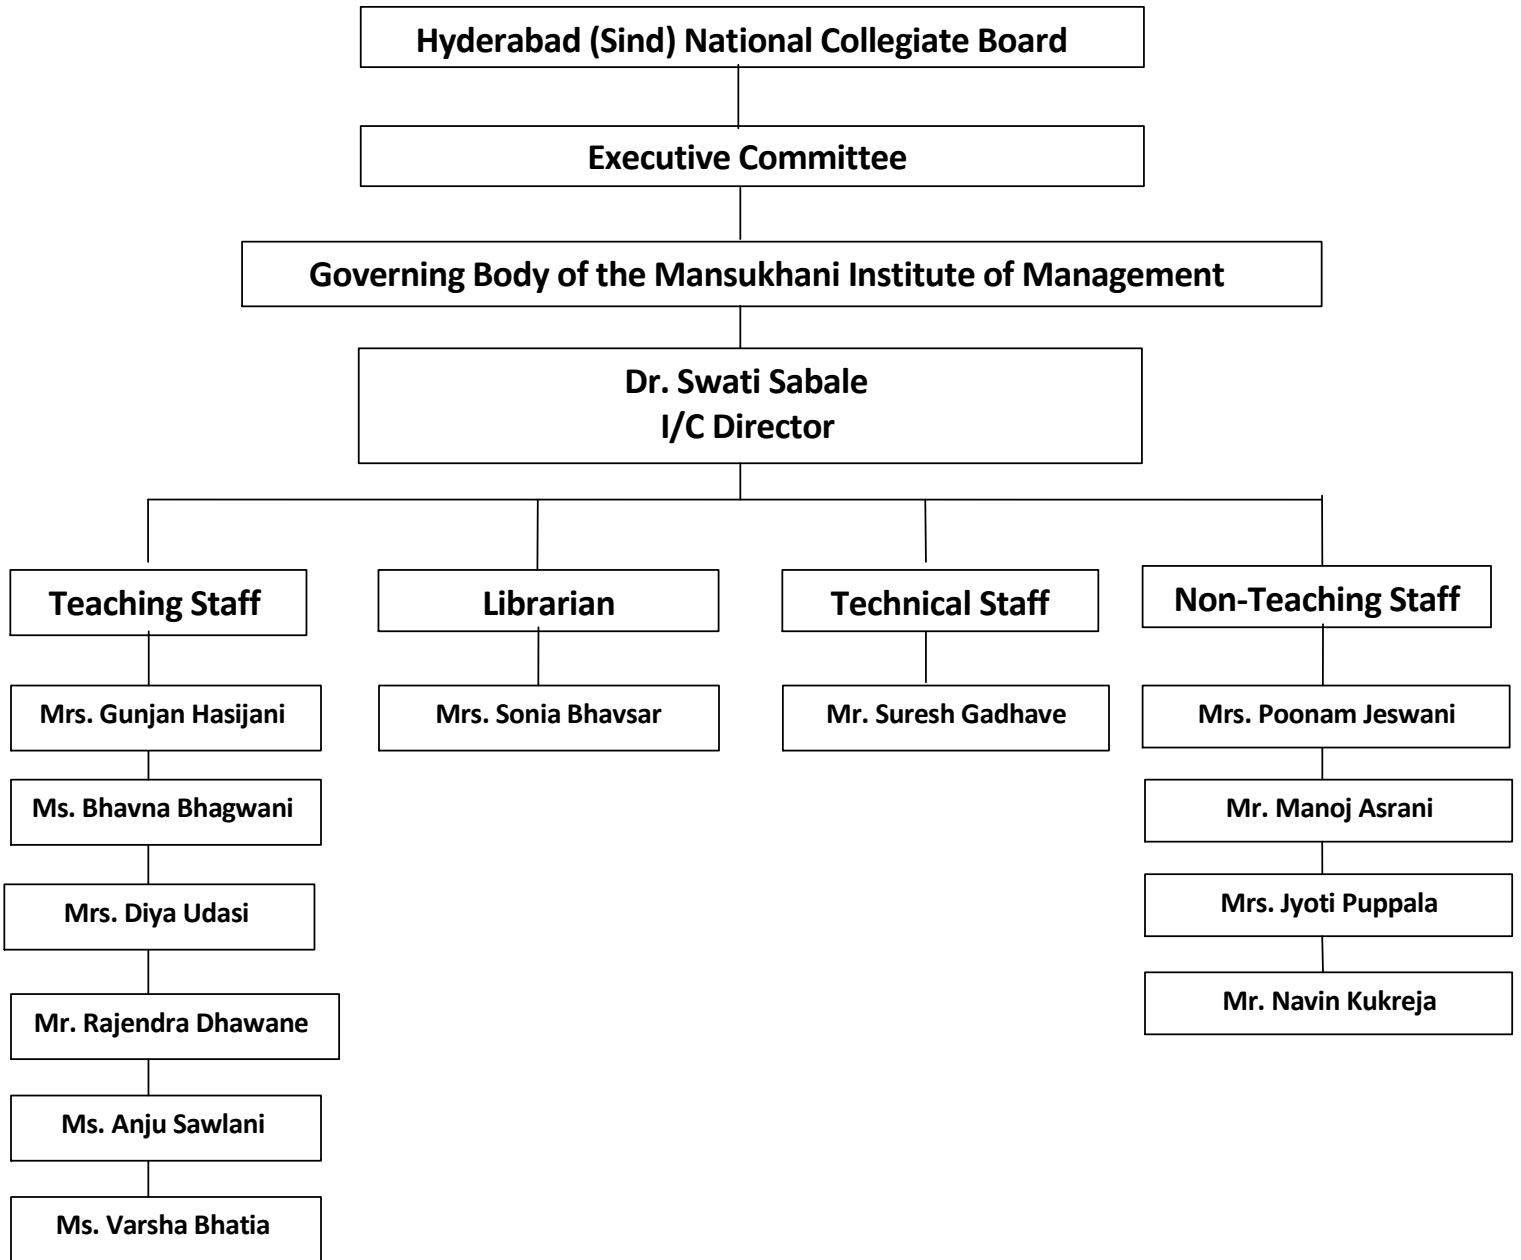 Hyderabad (Sind) National Collegiate Board
Executive Committee
Governing Body of the Mansukhani Institute of Management
Dr. Swati Sabale
I/C Director
Teaching Staff
Librarian
Technical Staff
Non-Teaching Staff
Mrs. Gunjan Hasijani
Mrs. Sonia Bhavsar
Mr. Suresh Gadhave
Mrs. Poonam Jeswani
Ms. Bhavna Bhagwani
Mr. Manoj Asrani
Mrs. Diya Udasi
Mrs. Jyoti Puppala
Mr. Rajendra Dhawane
Mr. Navin Kukreja
Ms. Anju Sawlani
Ms. Varsha Bhatia